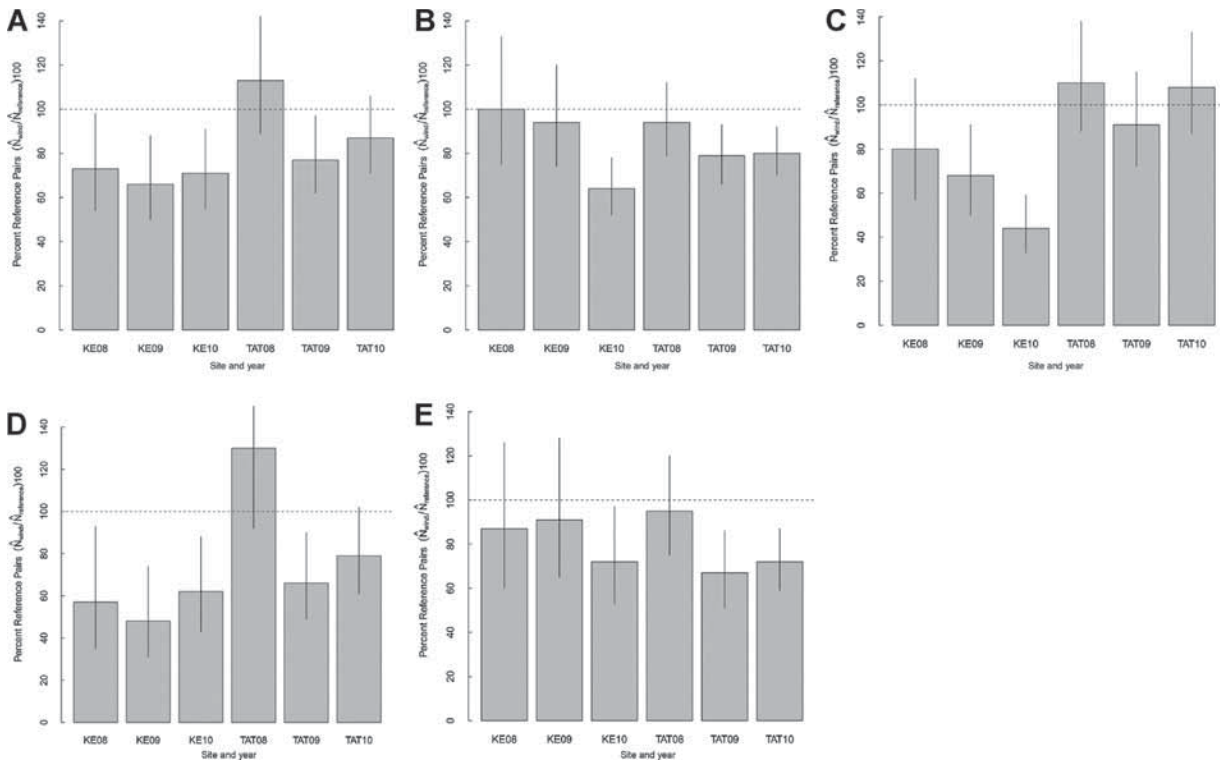 A
Percent Reference Pairs (N̂wind/N̂reference)100
0 20 40 60 80 100 120 140
KE08 KE09 KE10 TAT08 TAT09 TAT10
Site and year
B
Percent Reference Pairs (N̂wind/N̂reference)100
0 20 40 60 80 100 120 140
KE08 KE09 KE10 TAT08 TAT09 TAT10
Site and year
C
Percent Reference Pairs (N̂wind/N̂reference)100
0 20 40 60 80 100 120 140
KE08 KE09 KE10 TAT08 TAT09 TAT10
Site and year
D
Percent Reference Pairs (N̂wind/N̂reference)100
0 20 40 60 80 100 120 140
KE08 KE09 KE10 TAT08 TAT09 TAT10
Site and year
E
Percent Reference Pairs (N̂wind/N̂reference)100
0 20 40 60 80 100 120 140
KE08 KE09 KE10 TAT08 TAT09 TAT10
Site and year